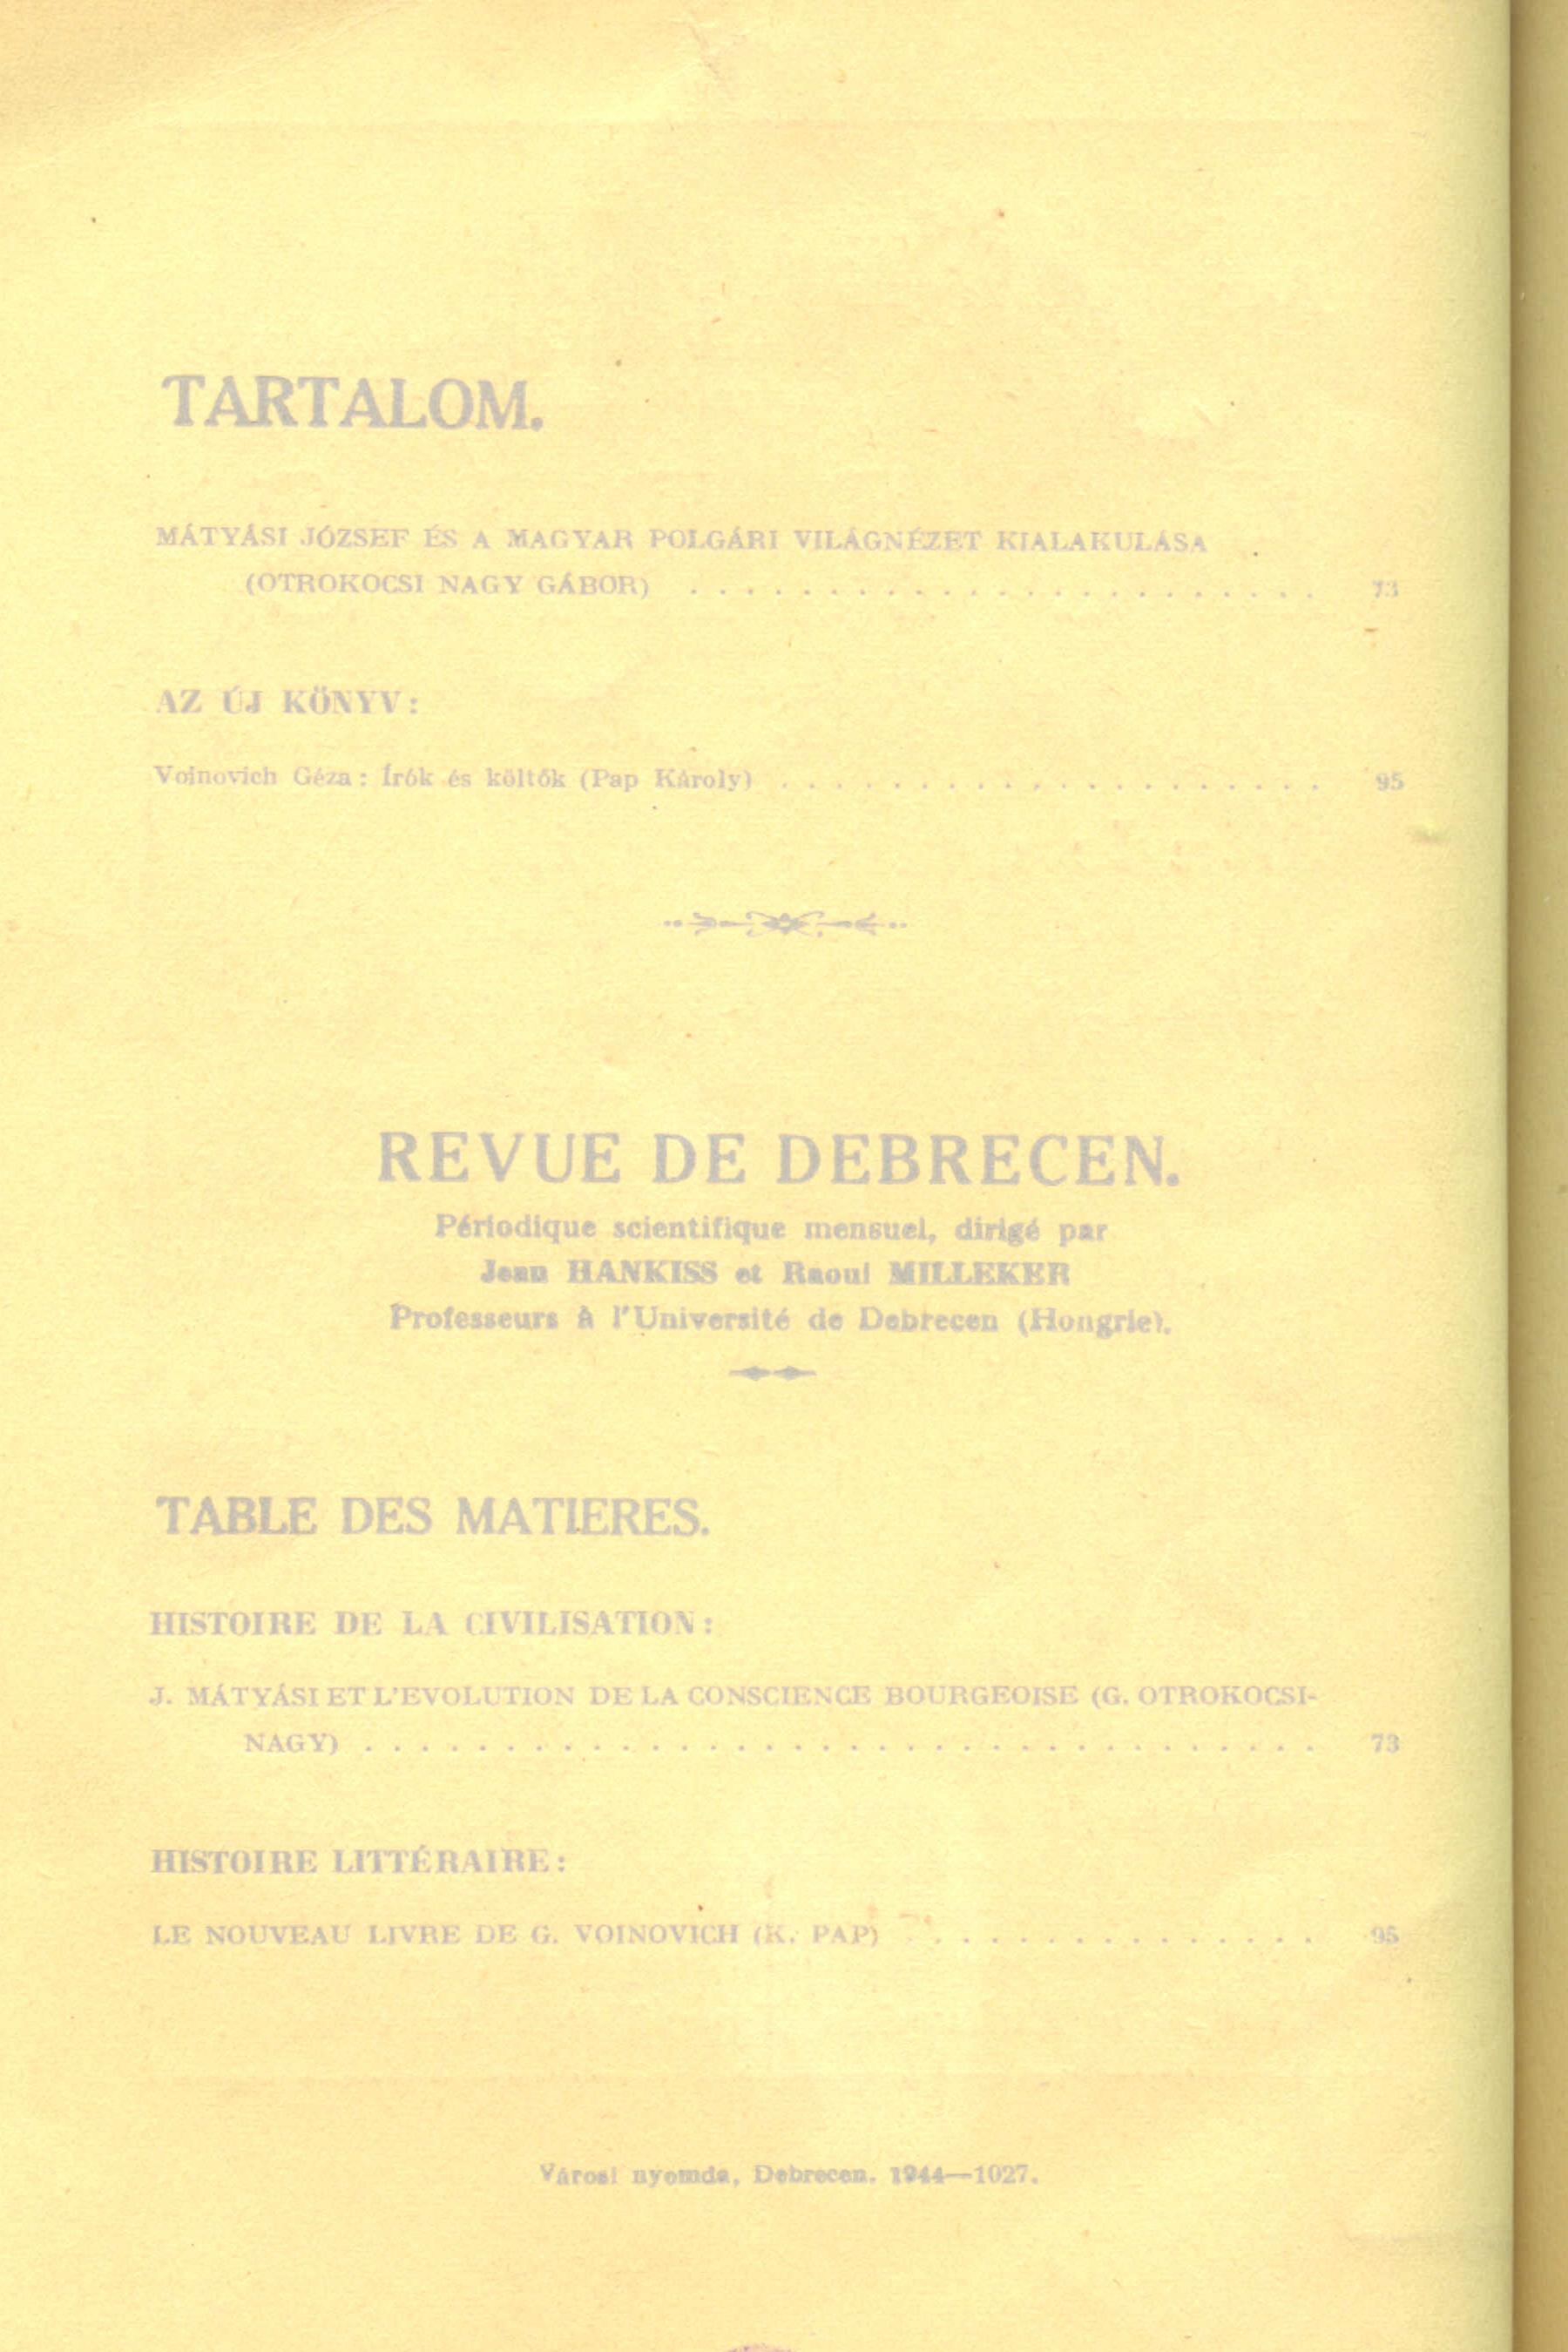 TARTALOM.
MÁTYÁSI JÓZSEF ÉS A MAGYAR POLGÁRI VILÁGNÉZET KIALAKULÁSA
(OTROKOCSI NAGY GÁBOR) . . . . . . . . . . . . . . . . . . . . . . . 73
AZ ÚJ KÖNYV:
Voinovich Géza: Írók és költők (Pap Károly) . . . . . . . . . . . . . . . . . . . . 95
REVUE DE DEBRECEN.
Périodique scientifique mensuel, dirigé par
Jean HANKISS et Raoul MILLEKER
Professeurs à l'Université de Debrecen (Hongrie).
TABLE DES MATIERES.
HISTOIRE DE LA CIVILISATION:
J. MÁTYÁSI ET L'EVOLUTION DE LA CONSCIENCE BOURGEOISE (G. OTROKOCSI-
NAGY) . . . . . . . . . . . . . . . . . . . . . . . . . . . . . . . . . . 73
HISTOIRE LITTÉRAIRE:
LE NOUVEAU LIVRE DE G. VOINOVICH (K. PAP) . . . . . . . . . . . . . . . 95
Városi nyomda, Debrecen. 1944—1027.